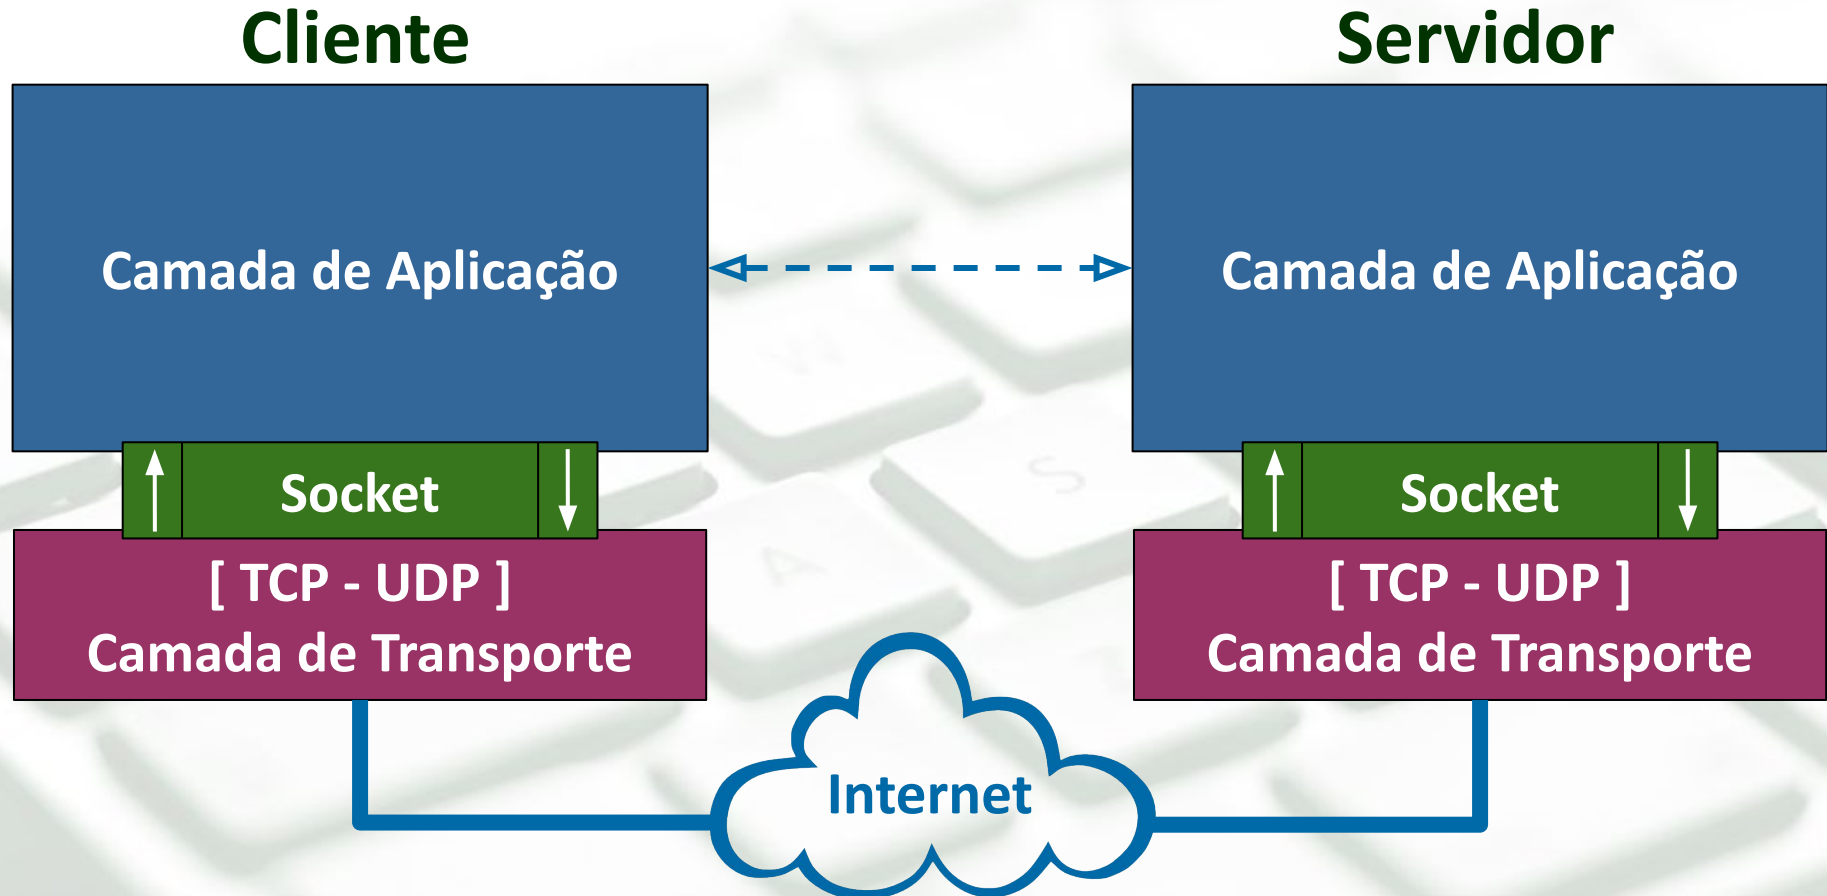 Cliente
Servidor
Camada de Aplicação
Camada de Aplicação
Socket
Socket
[ TCP - UDP ]
Camada de Transporte
[ TCP - UDP ]
Camada de Transporte
Internet
S
A